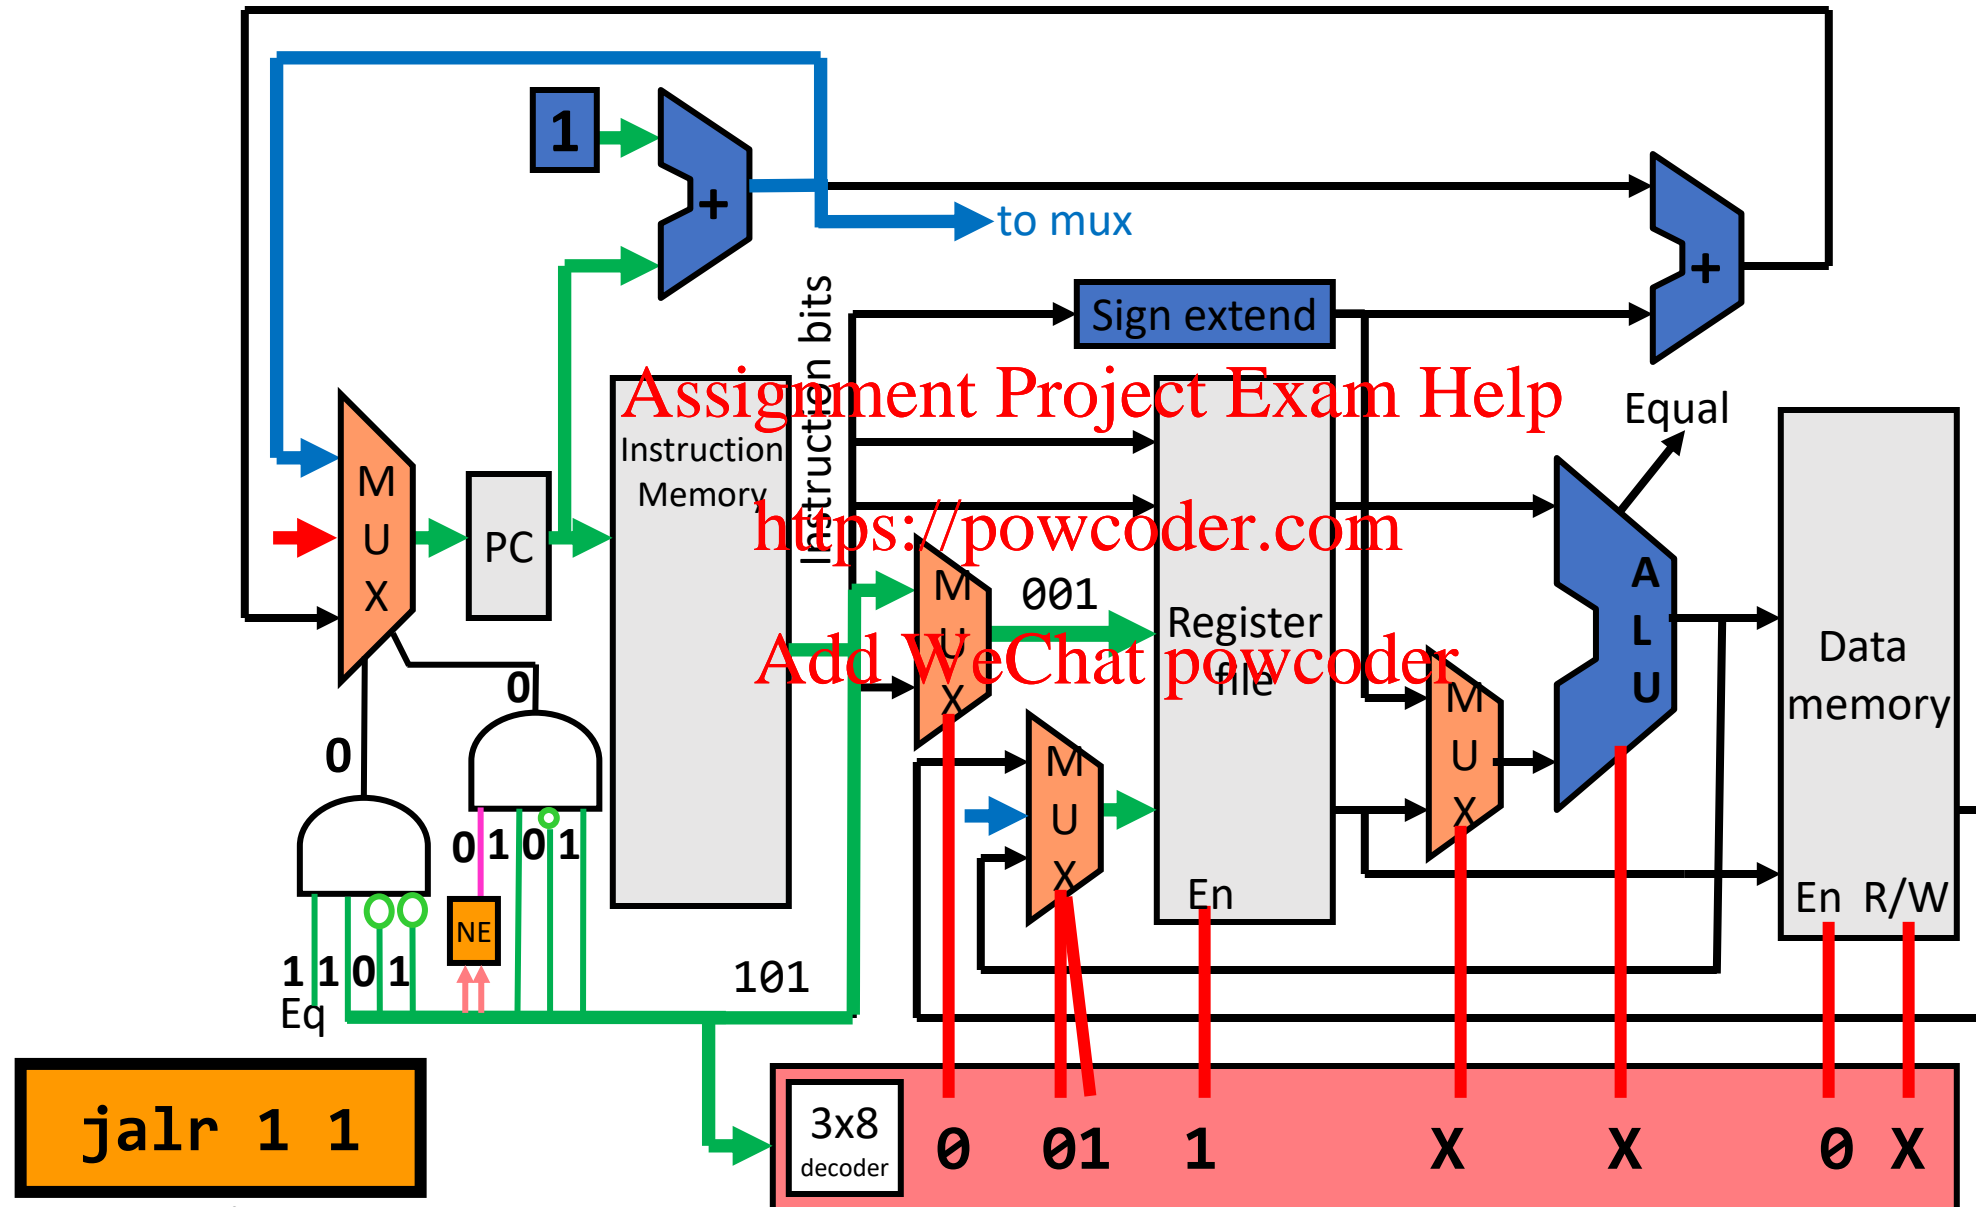 1
+
to mux
+
Instruction bits
Sign extend
Assignment Project Exam Help
Equal
Instruction
Memory
M
U
X
PC
https://powcoder.com
M
U
X
001
Register
file
A
L
U
Data
memory
Add WeChat powcoder
0
M
U
X
M
U
X
0
0 1 0 1
En
En R/W
NE
1 1 0 1
Eq
101
jalr 1 1
3x8
decoder
0 01 1 X X 0 X